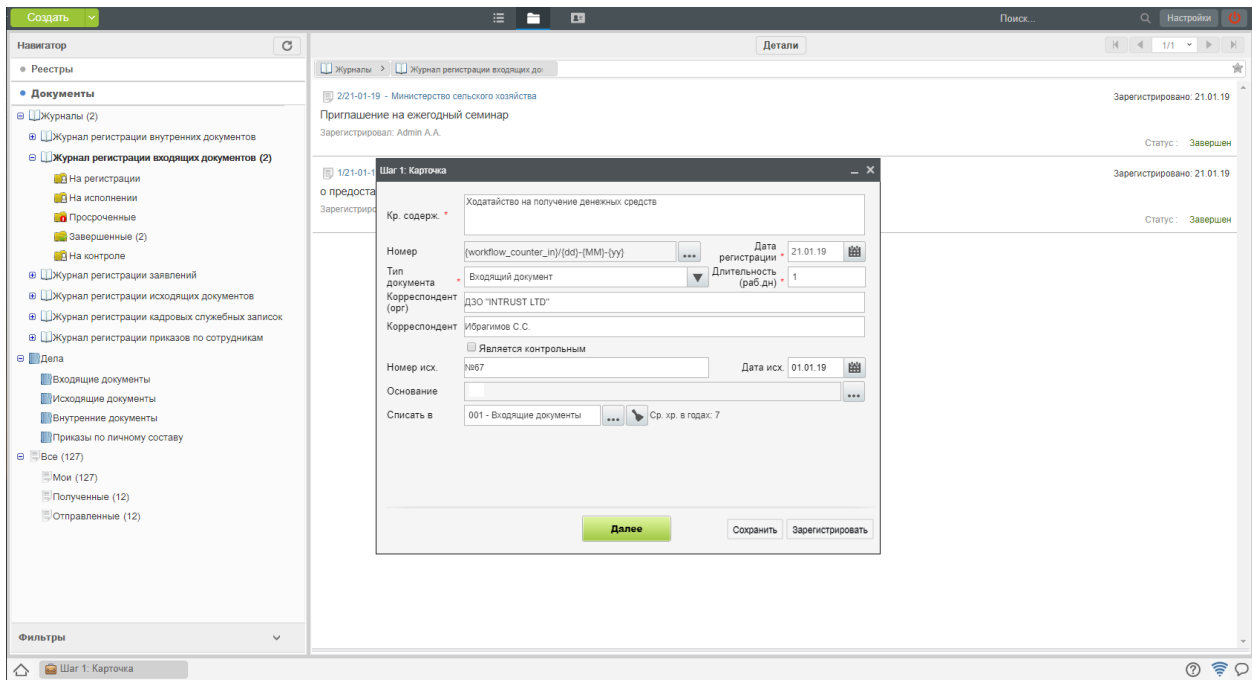 Создать
Поиск...
Настройки
Навигатор
Детали
1/1
Реестры
Журналы > Журнал регистрации входящих до
Документы
Журналы (2)
Журнал регистрации внутренних документов
Журнал регистрации входящих документов (2)
На регистрации
На исполнении
Просроченные
Завершенные (2)
На контроле
Журнал регистрации заявлений
Журнал регистрации исходящих документов
Журнал регистрации кадровых служебных записок
Журнал регистрации приказов по сотрудникам
Дела
Входящие документы
Исходящие документы
Внутренние документы
Приказы по личному составу
Все (127)
Мои (127)
Полученные (12)
Отправленные (12)
Фильтры
2/21-01-19 - Министерство сельского хозяйства
Зарегистрировано: 21.01.19
Приглашение на ежегодный семинар
Зарегистрирован: Admin A.A.
Статус : Завершен
1/21-01-1
Зарегистрировано: 21.01.19
о предоста
Зарегистриро
Статус : Завершен
Шаг 1: Карточка
Кр. содерж. *
Ходатайство на получение денежных средств
Номер
{workflow_counter_in}/{dd}-{MM}-{yy}
...
Дата
регистрации *
21.01.19
Тип
документа *
Входящий документ
Длительность
(раб.дн) *
1
Корреспондент
(орг)
ДЗО "INTRUST LTD"
Корреспондент
Ибрагимов С.С.
Является контрольным
Номер исх.
№67
Дата исх.
01.01.19
Основание
...
Списать в
001 - Входящие документы
...
Ср. хр. в годах: 7
Далее
Сохранить
Зарегистрировать
Шаг 1: Карточка